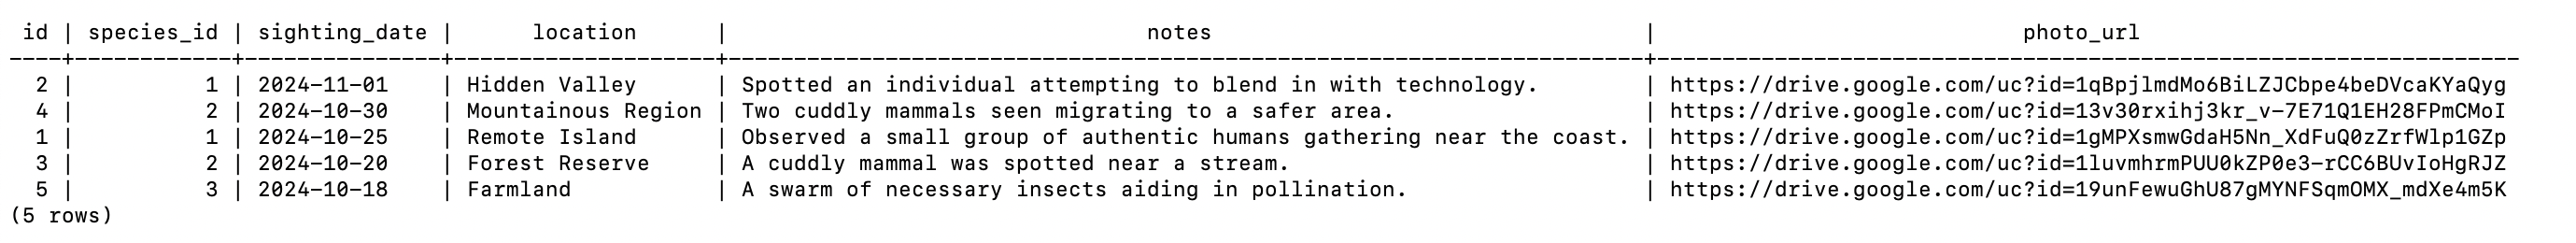 id | species_id | sighting_date |      location      |                                notes                                 |                            photo_url
----+------------+---------------+--------------------+----------------------------------------------------------------------+------------------------------------------------------------------
  2 |          1 | 2024-11-01    | Hidden Valley      | Spotted an individual attempting to blend in with technology.        | https://drive.google.com/uc?id=1qBpjlmdMo6BiLZJCbpe4beDVcaKYaQyg
  4 |          2 | 2024-10-30    | Mountainous Region | Two cuddly mammals seen migrating to a safer area.                   | https://drive.google.com/uc?id=13v30rxihj3kr_v-7E71Q1EH28FPmCMoI
  1 |          1 | 2024-10-25    | Remote Island      | Observed a small group of authentic humans gathering near the coast. | https://drive.google.com/uc?id=1gMPXsmwGdaH5Nn_XdFuQ0zZrfWlp1GZp
  3 |          2 | 2024-10-20    | Forest Reserve     | A cuddly mammal was spotted near a stream.                           | https://drive.google.com/uc?id=1luvmhrmPUU0kZP0e3-rCC6BUvIoHgRJZ
  5 |          3 | 2024-10-18    | Farmland           | A swarm of necessary insects aiding in pollination.                  | https://drive.google.com/uc?id=19unFewuGhU87gMYNFSqmOMX_mdXe4m5K
(5 rows)